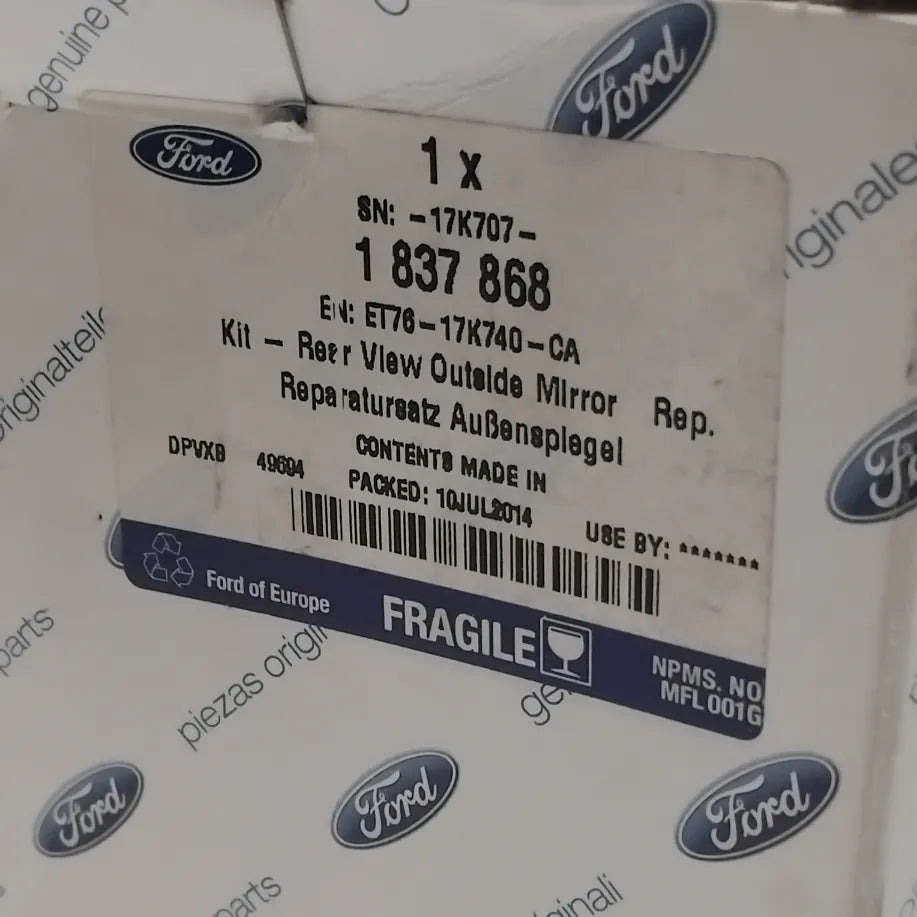 genuine
Ford
Ford
1 x
SN: -17K707-
1 837 868
EN: ET76-17K740-CA
Kit - Rear View Outside Mirror Rep.
Reparatursatz Außenspiegel
CONTENTS MADE IN
DPVXB 49694 PACKED: 10JUL2014 USE BY: *******
Ford of Europe FRAGILE
NPMS. NO
MFL001G
parts
piezas
Ford
Ford
Ford
parts